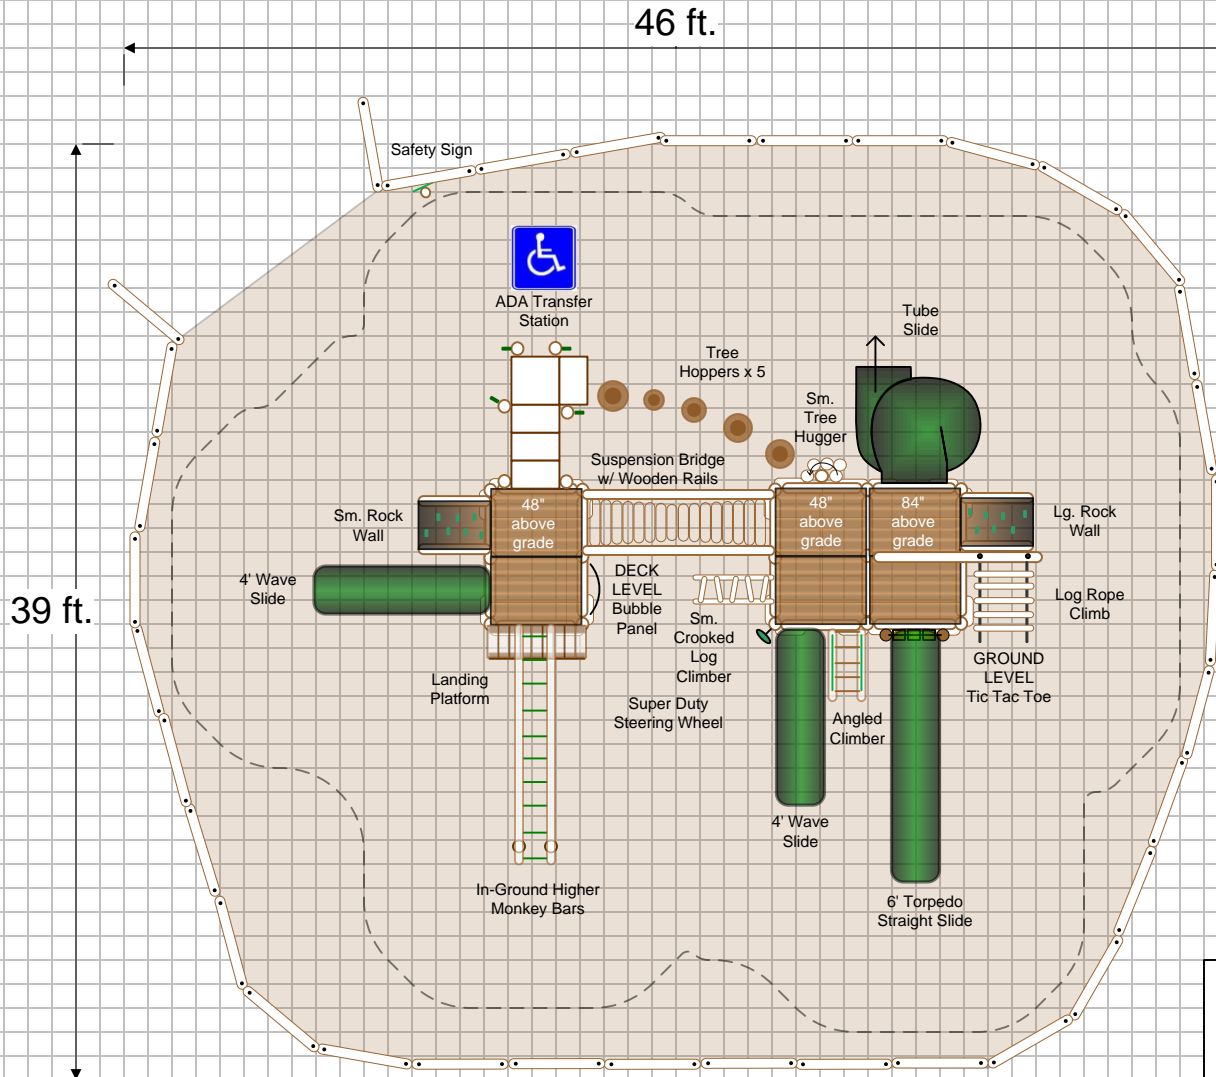 46 ft.
Safety Sign
ADA Transfer
Station
Tube
Slide
Tree
Hoppers x 5
Sm.
Tree
Hugger
Suspension Bridge
w/ Wooden Rails
48"
above
grade
48"
above
grade
84"
above
grade
Sm. Rock
Wall
Lg. Rock
Wall
4' Wave
Slide
39 ft.
DECK
LEVEL
Bubble
Panel
Sm.
Crooked
Log
Climber
Log Rope
Climb
GROUND
LEVEL
Tic Tac Toe
Landing
Platform
Super Duty
Steering Wheel
Angled
Climber
4' Wave
Slide
In-Ground Higher
Monkey Bars
6' Torpedo
Straight Slide